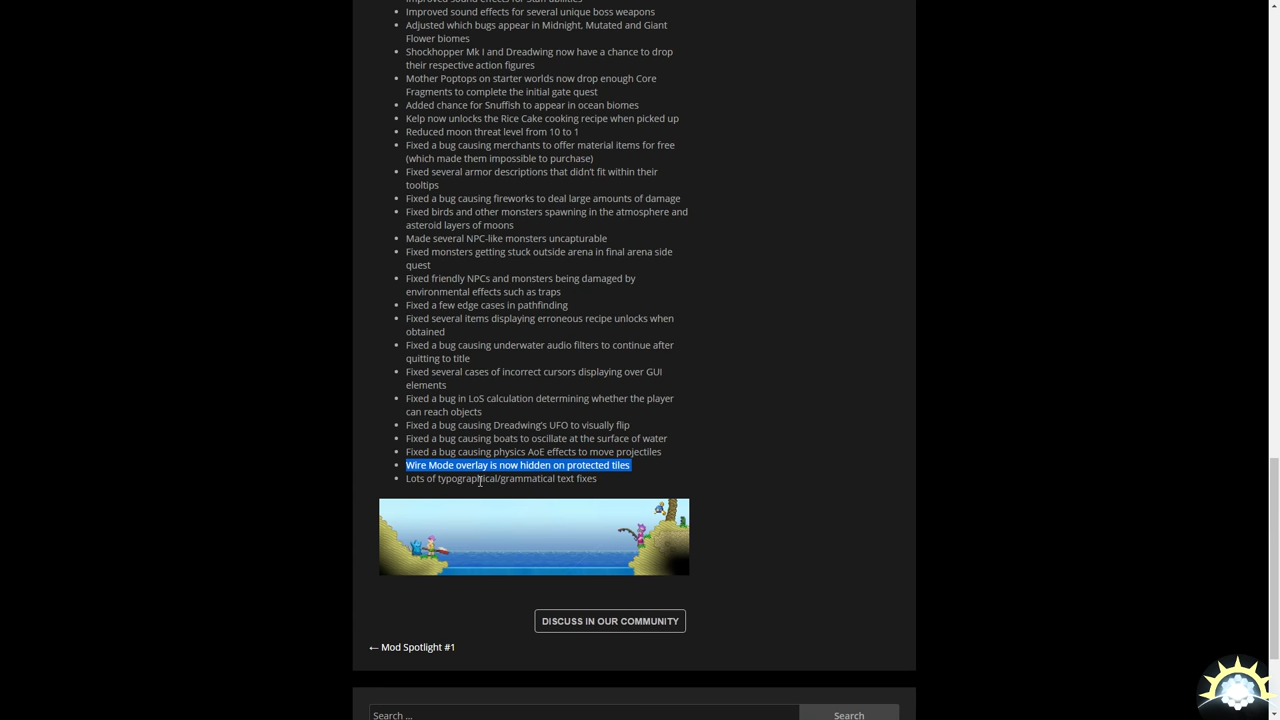 Improved sound effects for Staff abilities
Improved sound effects for several unique boss weapons
Adjusted which bugs appear in Midnight, Mutated and Giant
Flower biomes
Shockhopper Mk I and Dreadwing now have a chance to drop
their respective action figures
Mother Poptops on starter worlds now drop enough Core
Fragments to complete the initial gate quest
Added chance for Snuffish to appear in ocean biomes
Kelp now unlocks the Rice Cake cooking recipe when picked up
Reduced moon threat level from 10 to 1
Fixed a bug causing merchants to offer material items for free
(which made them impossible to purchase)
Fixed several armor descriptions that didn't fit within their
tooltips
Fixed a bug causing fireworks to deal large amounts of damage
Fixed birds and other monsters spawning in the atmosphere and
asteroid layers of moons
Made several NPC-like monsters uncapturable
Fixed monsters getting stuck outside arena in final arena side
quest
Fixed friendly NPCs and monsters being damaged by
environmental effects such as traps
Fixed a few edge cases in pathfinding
Fixed several items displaying erroneous recipe unlocks when
obtained
Fixed a bug causing underwater audio filters to continue after
quitting to title
Fixed several cases of incorrect cursors displaying over GUI
elements
Fixed a bug in LoS calculation determining whether the player
can reach objects
Fixed a bug causing Dreadwing's UFO to visually flip
Fixed a bug causing boats to oscillate at the surface of water
Fixed a bug causing physics AoE effects to move projectiles
Wire Mode overlay is now hidden on protected tiles
Lots of typographical/grammatical text fixes
DISCUSS IN OUR COMMUNITY
← Mod Spotlight #1
Search ...
Search